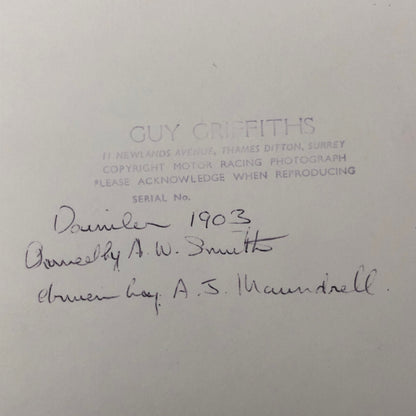 GUY GRIFFITHS
11 NEWLANDS AVENUE, THAMES DITTON, SURREY
COPYRIGHT MOTOR RACING PHOTOGRAPH
PLEASE ACKNOWLEDGE WHEN REPRODUCING
SERIAL No.
Daimler 1903
Owned by A. W. Smith
driven by A. J. Maundrell.